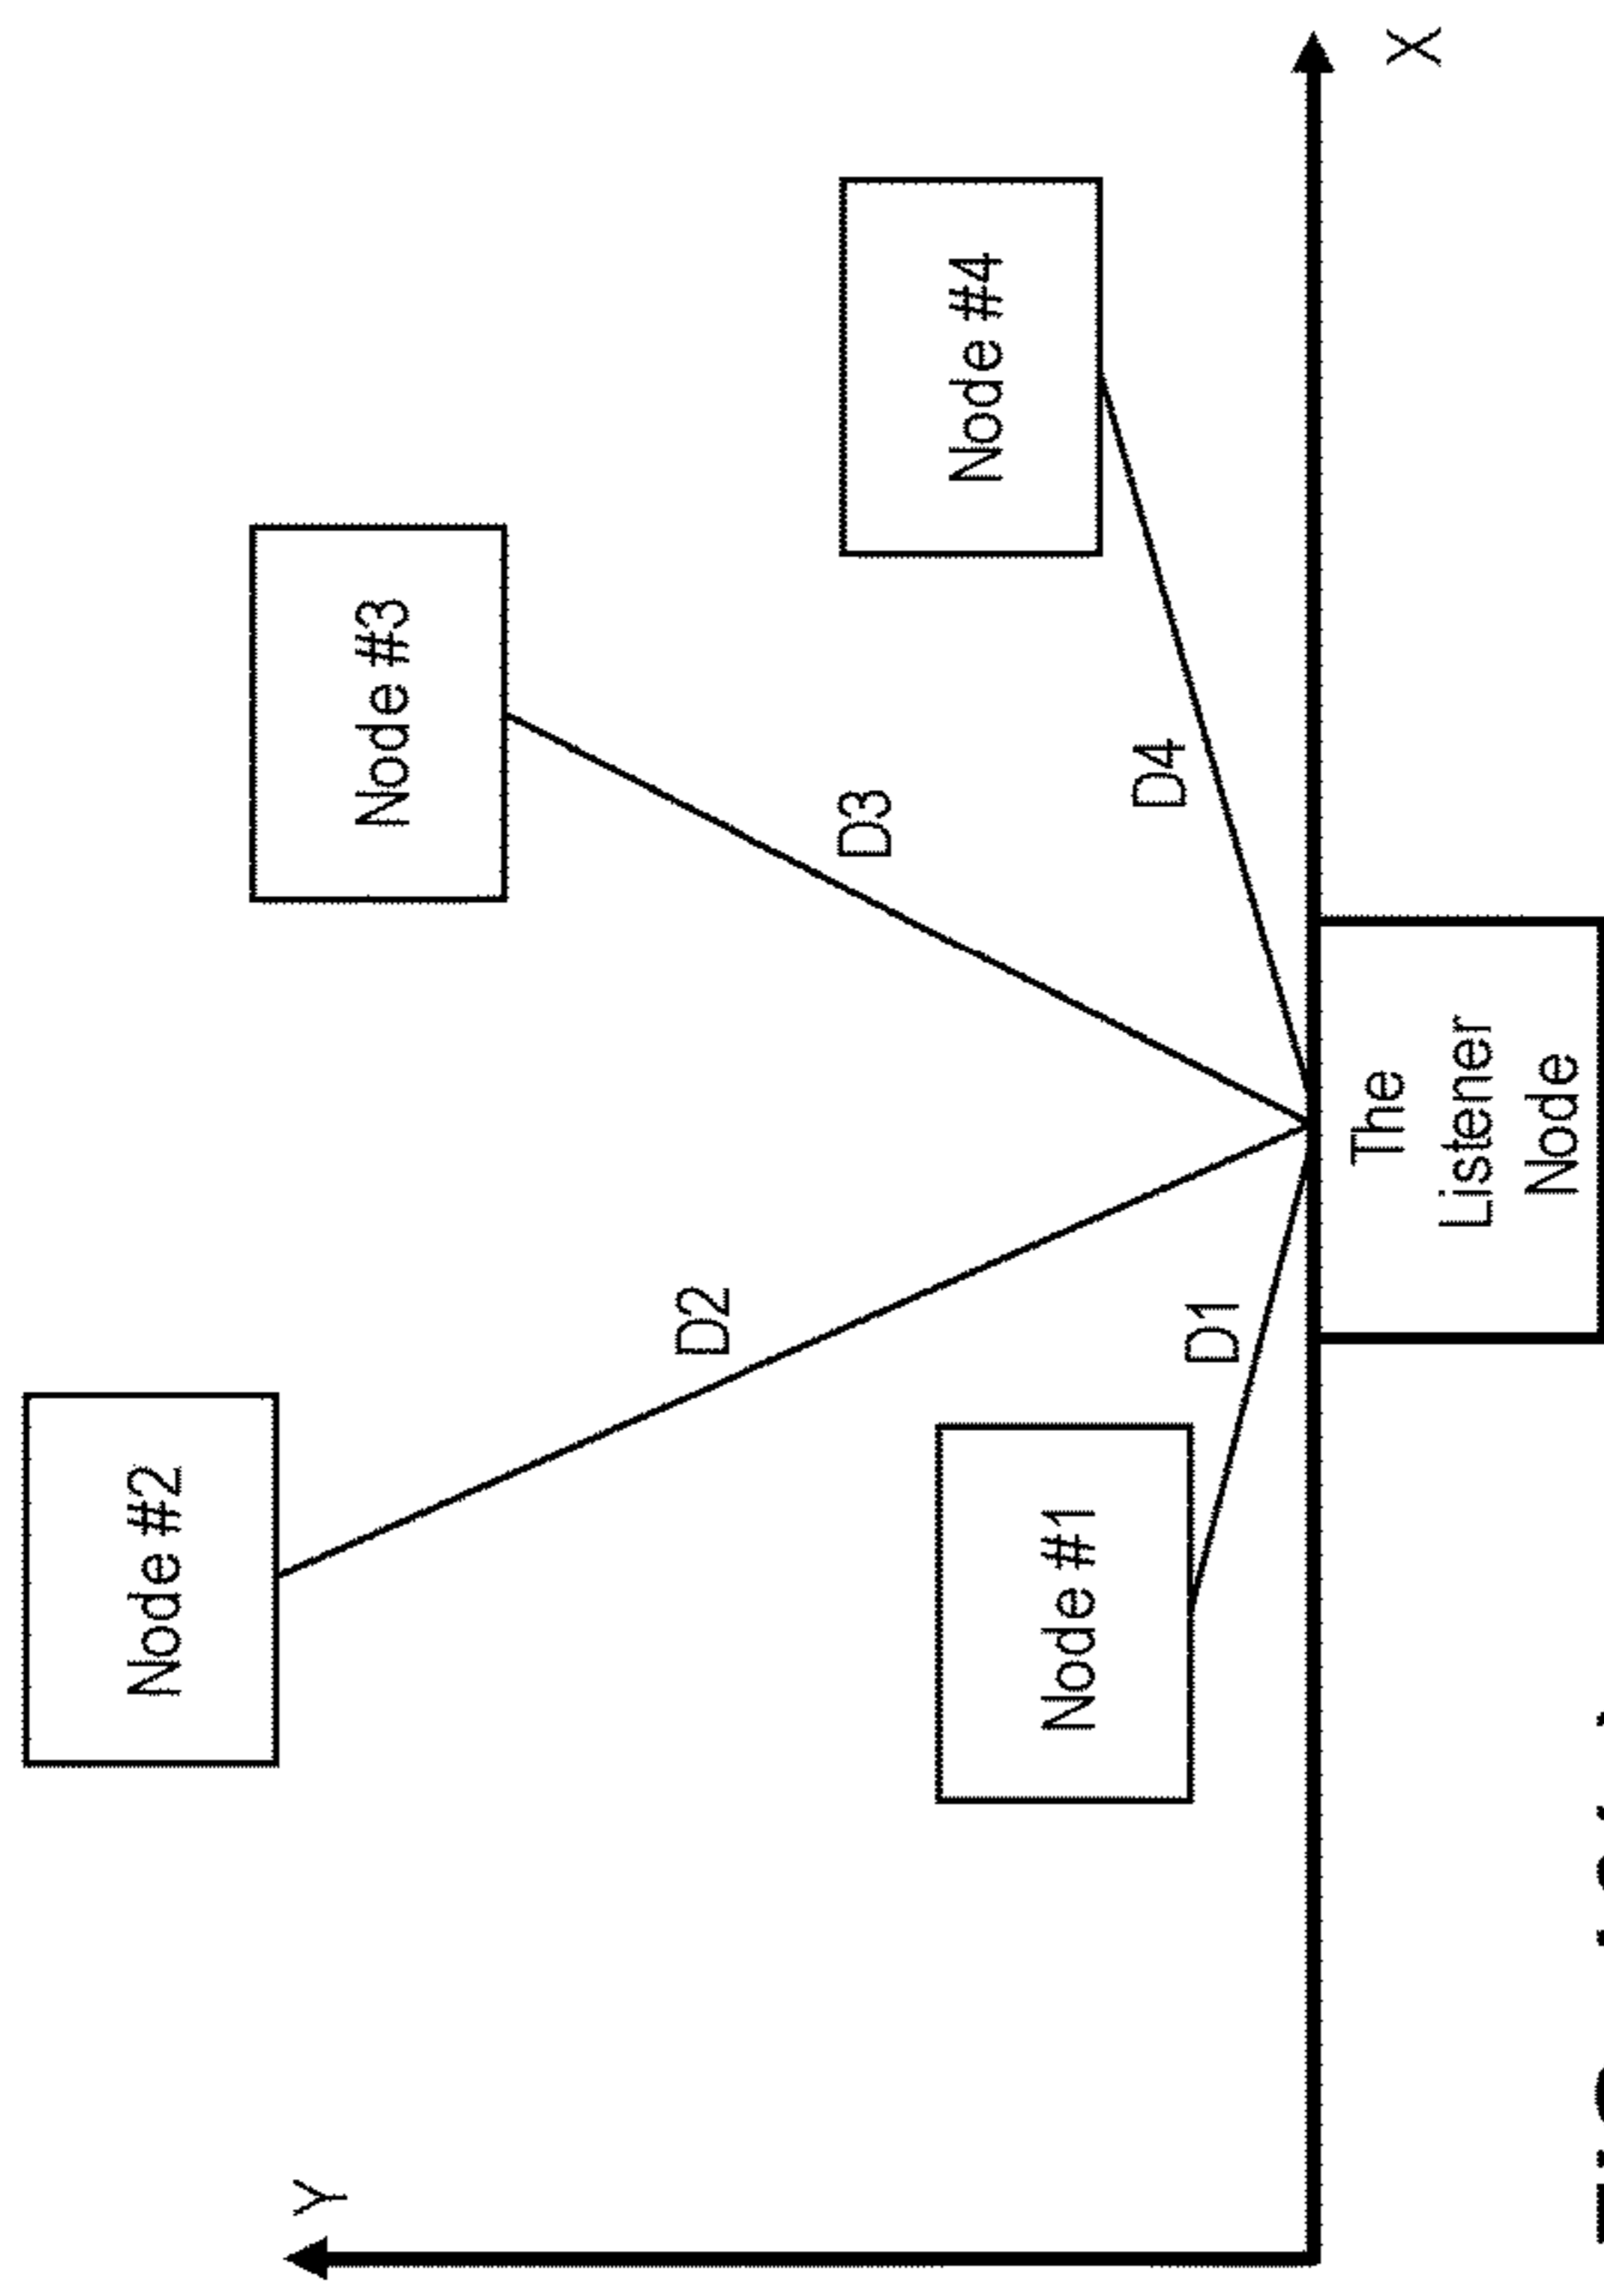 Y
Node #2
Node #3
D2
D3
Node #1
Node #4
D1
D4
The
Listener
Node
X